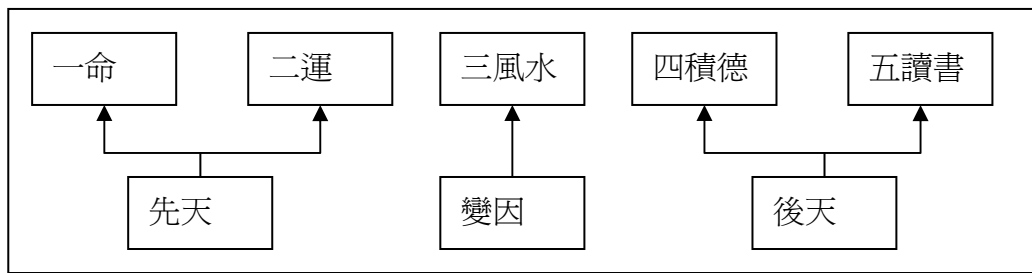 一命
二運
三風水
四積德
五讀書
先天
變因
後天